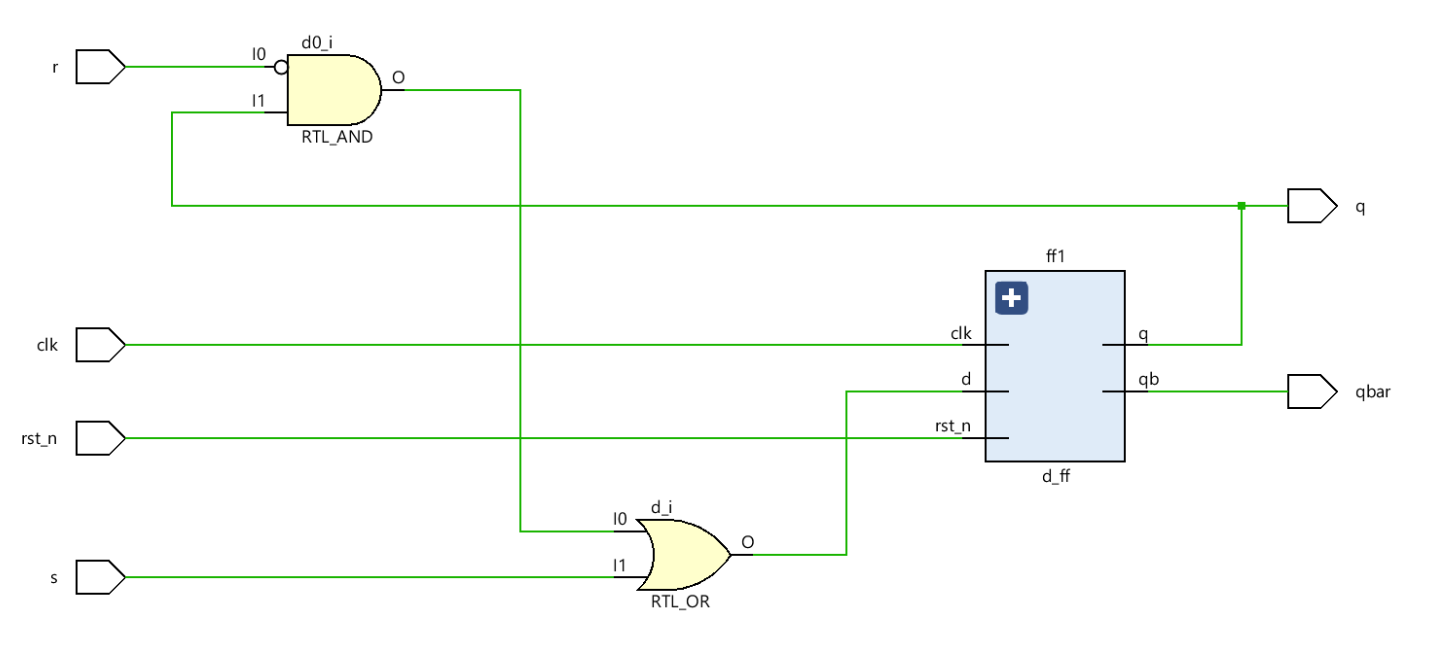 d0_i
r
I0
O
I1
RTL_AND
q
ff1
clk
clk
q
d
qb
qbar
rst_n
rst_n
d_ff
d_i
I0
O
I1
s
RTL_OR